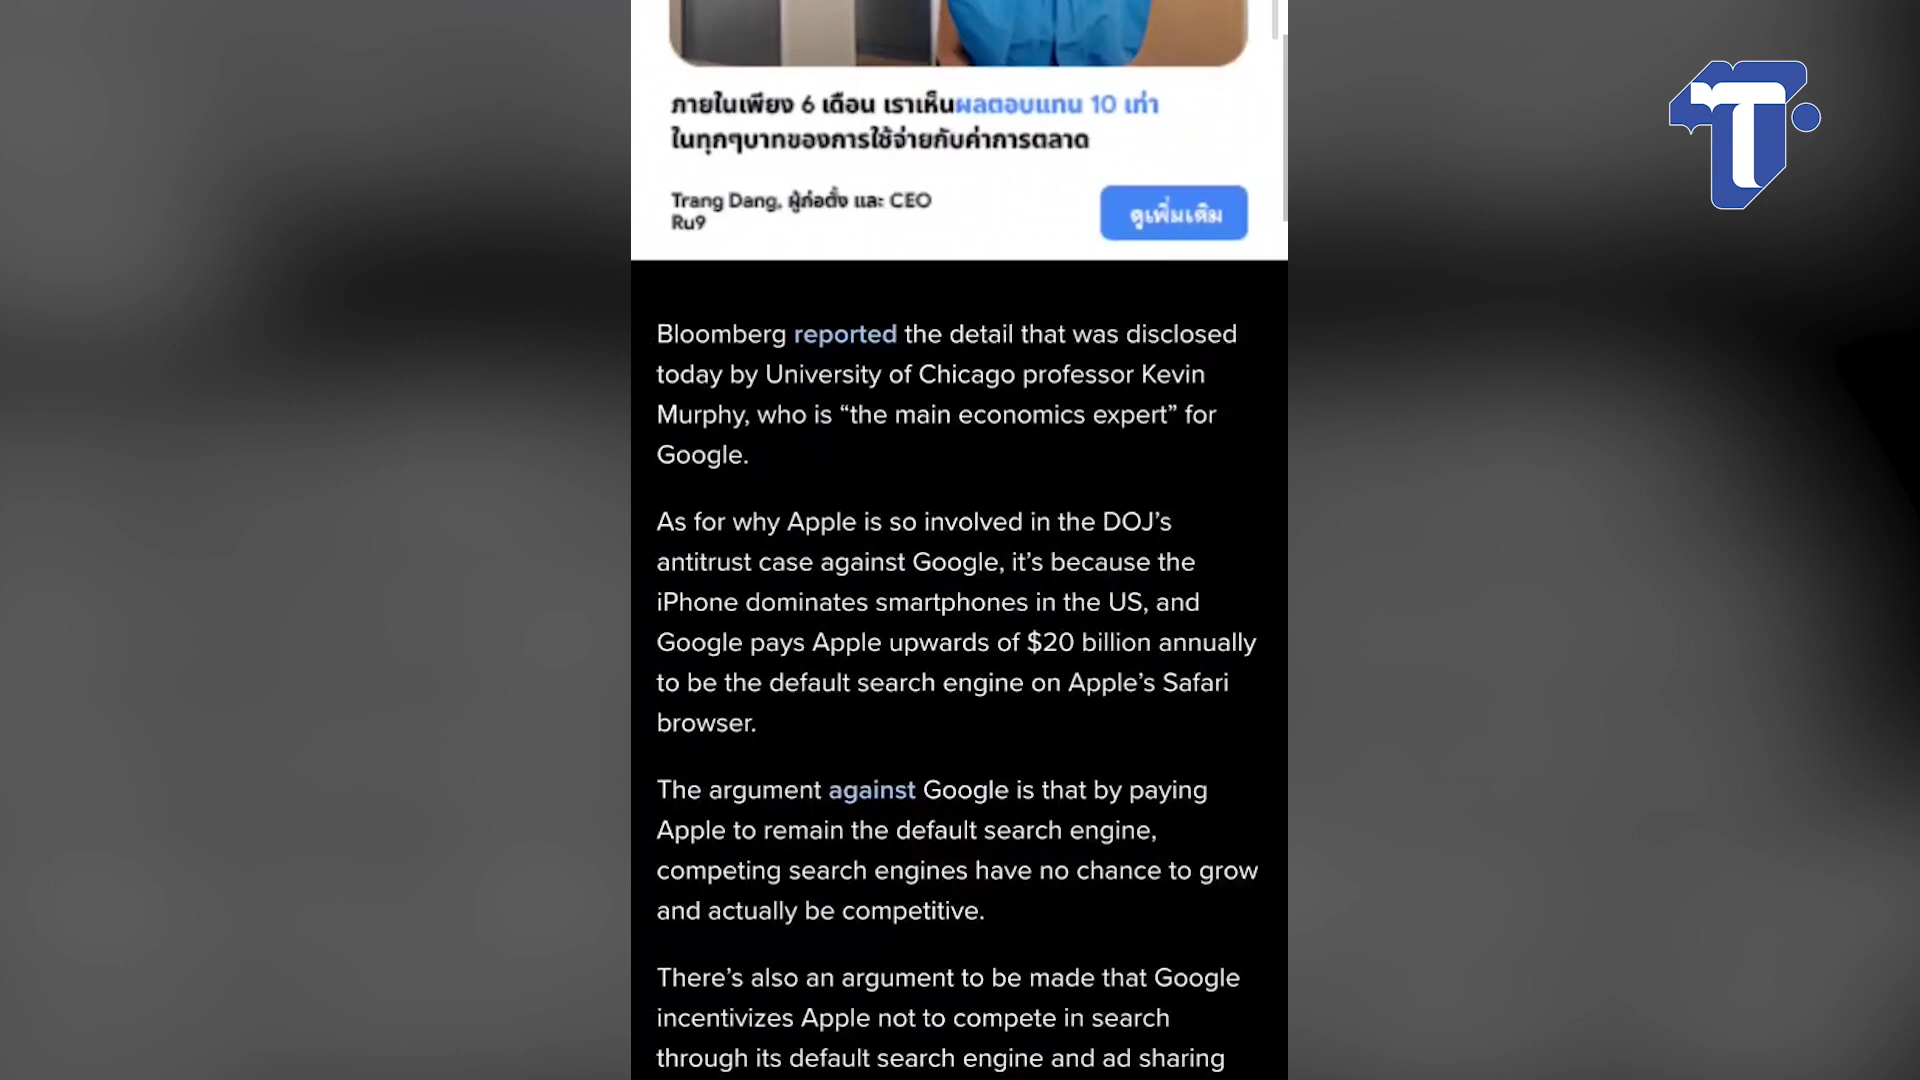 ภายในเพียง 6 เดือน เราเห็นผลตอบแทน 10 เท่า
ในทุกๆบาทของการใช้จ่ายกับค่าการตลาด
Trang Dang, ผู้ก่อตั้ง และ CEO
Ru9
ดูเพิ่มเติม
Bloomberg reported the detail that was disclosed
today by University of Chicago professor Kevin
Murphy, who is “the main economics expert” for
Google.
As for why Apple is so involved in the DOJ’s
antitrust case against Google, it’s because the
iPhone dominates smartphones in the US, and
Google pays Apple upwards of $20 billion annually
to be the default search engine on Apple’s Safari
browser.
The argument against Google is that by paying
Apple to remain the default search engine,
competing search engines have no chance to grow
and actually be competitive.
There’s also an argument to be made that Google
incentivizes Apple not to compete in search
through its default search engine and ad sharing
T